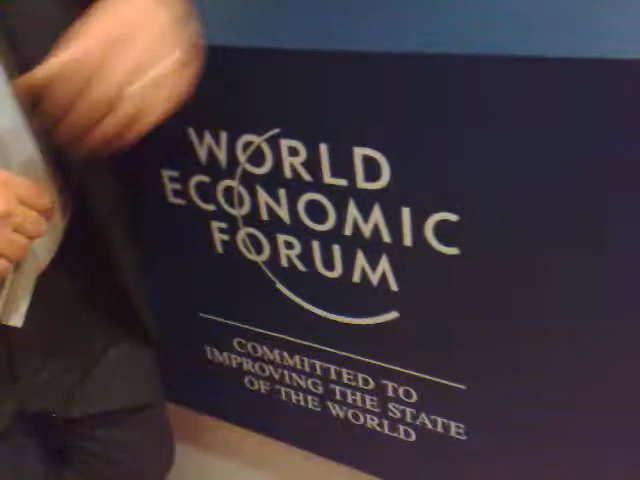 WORLD
ECONOMIC
FORUM
COMMITTED TO
IMPROVING THE STATE
OF THE WORLD